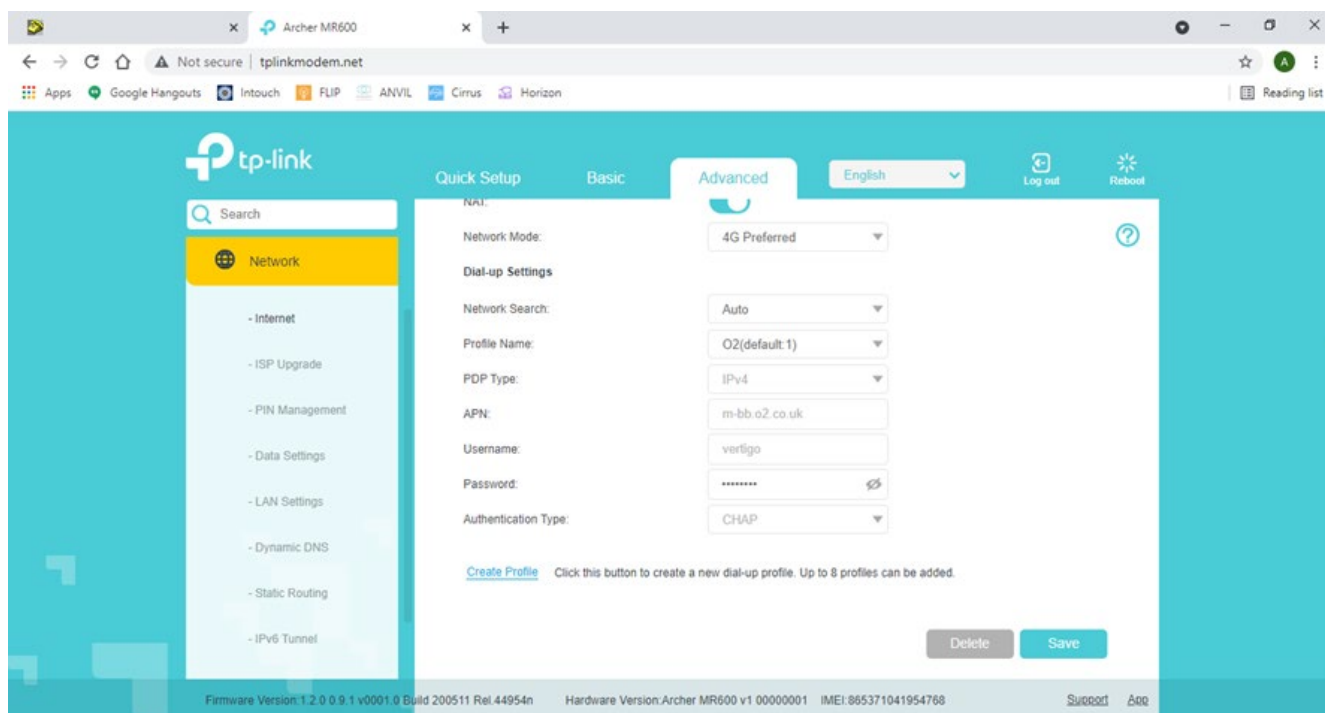 Archer MR600
Not secure | tplinkmodem.net
A
Apps Google Hangouts Intouch FLIP ANVIL Cirrus Horizon Reading list
tp-link
Quick Setup Basic Advanced English Log out Reboot
Search
NAT:
Network Mode: 4G Preferred
Network
Dial-up Settings
- Internet
Network Search: Auto
Profile Name: O2(default:1)
- ISP Upgrade
PDP Type: IPv4
- PIN Management
APN: m-bb.o2.co.uk
- Data Settings
Username: vertigo
Password: ••••••••
- LAN Settings
Authentication Type: CHAP
- Dynamic DNS
Create Profile Click this button to create a new dial-up profile. Up to 8 profiles can be added.
- Static Routing
- IPv6 Tunnel
Delete Save
Firmware Version:1.2.0 0.9.1 v0001.0 Build 200511 Rel.44954n Hardware Version:Archer MR600 v1 00000001 IMEI:865371041954768 Support App